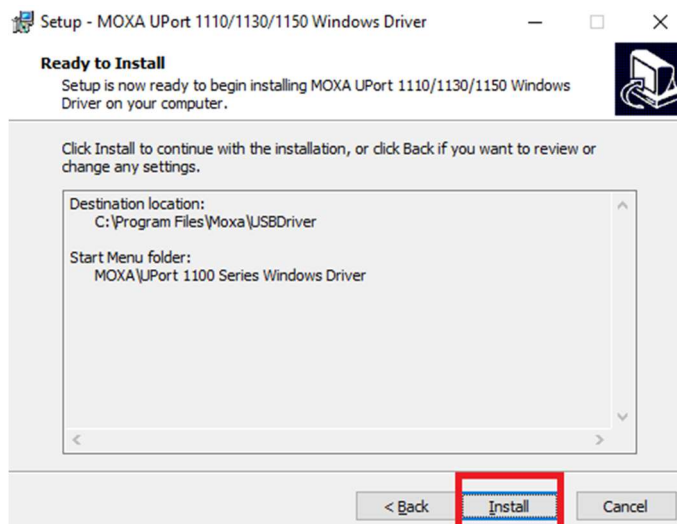 Setup - MOXA UPort 1110/1130/1150 Windows Driver
Ready to Install
Setup is now ready to begin installing MOXA UPort 1110/1130/1150 Windows
Driver on your computer.
Click Install to continue with the installation, or click Back if you want to review or
change any settings.
Destination location:
C:\Program Files\Moxa\USBDriver
Start Menu folder:
MOXA\UPort 1100 Series Windows Driver
< Back Install Cancel